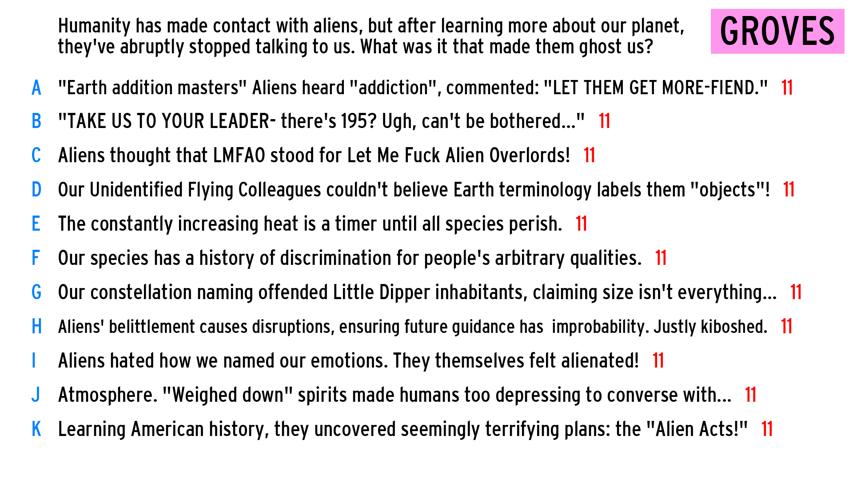 Humanity has made contact with aliens, but after learning more about our planet,
they've abruptly stopped talking to us. What was it that made them ghost us?
GROVES
A "Earth addition masters" Aliens heard "addiction", commented: "LET THEM GET MORE-FIEND." 11
B "TAKE US TO YOUR LEADER- there's 195? Ugh, can't be bothered..." 11
C Aliens thought that LMFAO stood for Let Me Fuck Alien Overlords! 11
D Our Unidentified Flying Colleagues couldn't believe Earth terminology labels them "objects"! 11
E The constantly increasing heat is a timer until all species perish. 11
F Our species has a history of discrimination for people's arbitrary qualities. 11
G Our constellation naming offended Little Dipper inhabitants, claiming size isn't everything... 11
H Aliens' belittlement causes disruptions, ensuring future guidance has improbability. Justly kiboshed. 11
I Aliens hated how we named our emotions. They themselves felt alienated! 11
J Atmosphere. "Weighed down" spirits made humans too depressing to converse with... 11
K Learning American history, they uncovered seemingly terrifying plans: the "Alien Acts!" 11